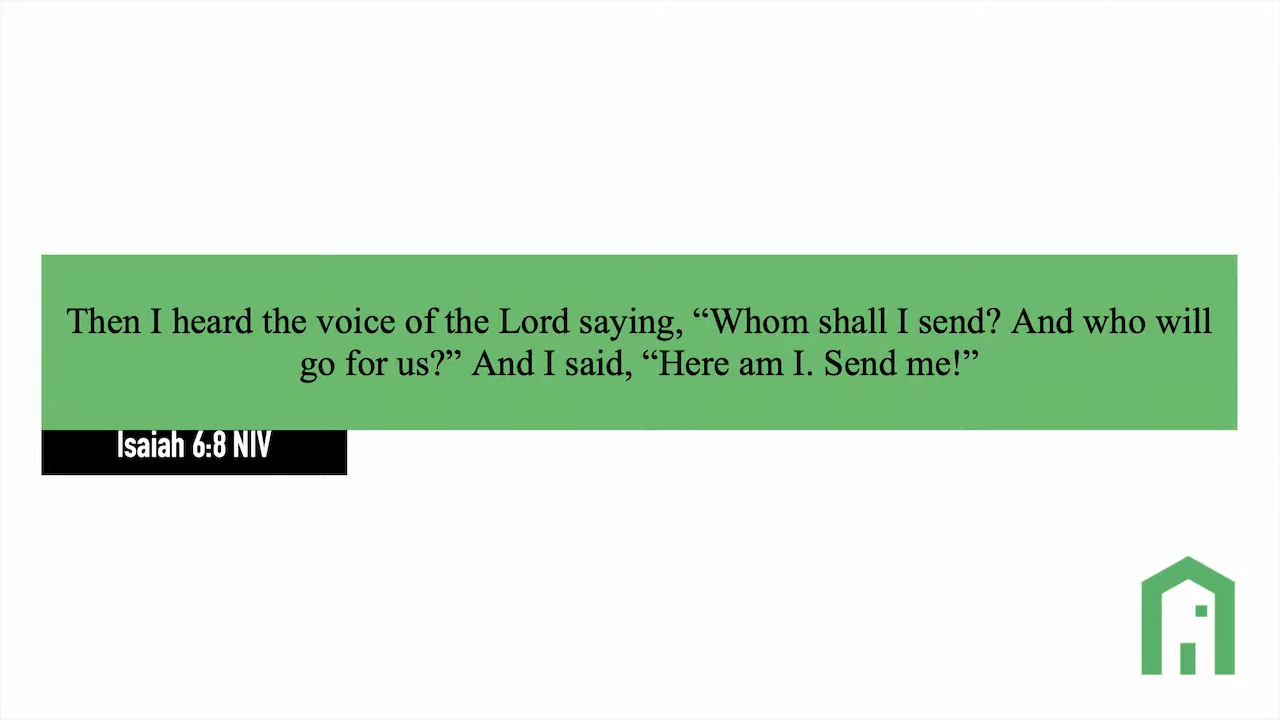 Then I heard the voice of the Lord saying, “Whom shall I send? And who will
go for us?” And I said, “Here am I. Send me!”
Isaiah 6:8 NIV